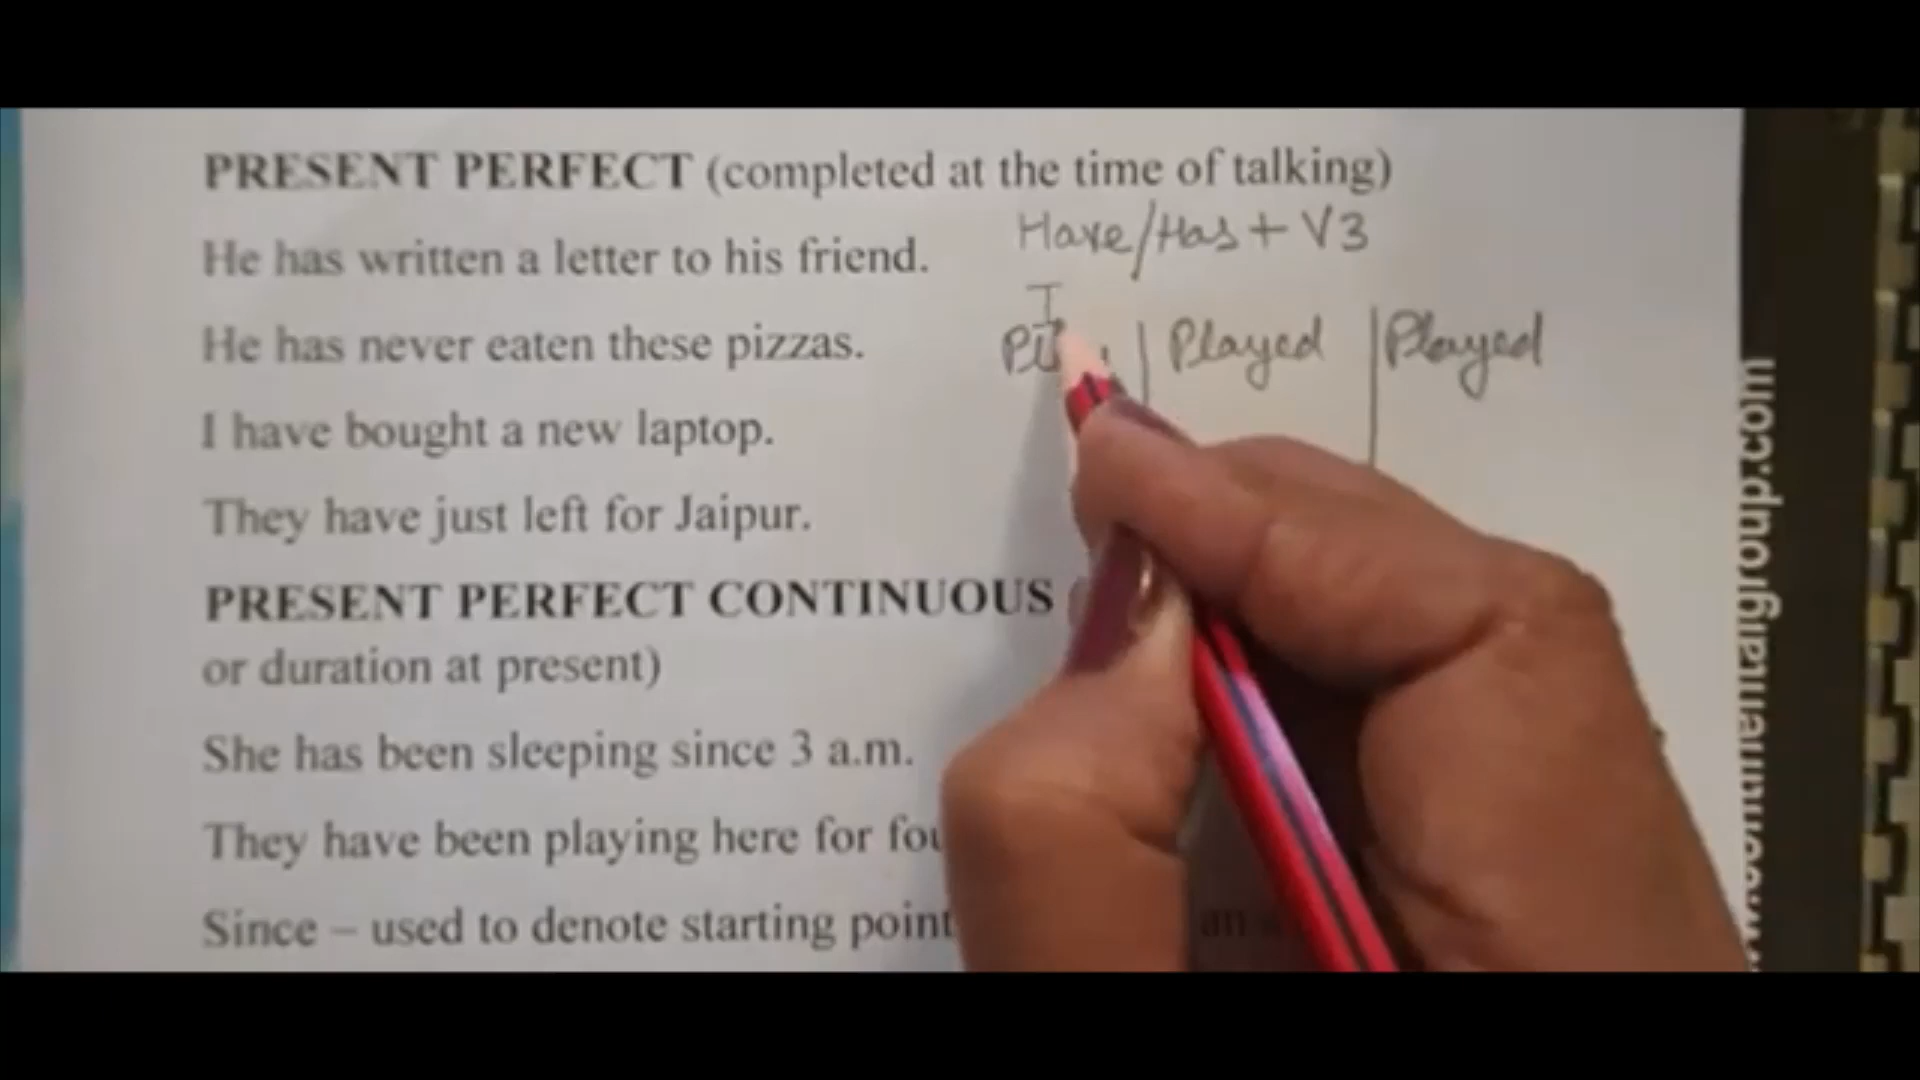 PRESENT PERFECT (completed at the time of talking)
Have/Has + V3
He has written a letter to his friend.
I
Played | Played
He has never eaten these pizzas.
I have bought a new laptop.
They have just left for Jaipur.
PRESENT PERFECT CONTINUOUS
or duration at present)
She has been sleeping since 3 a.m.
They have been playing here for
Since – used to denote starting point